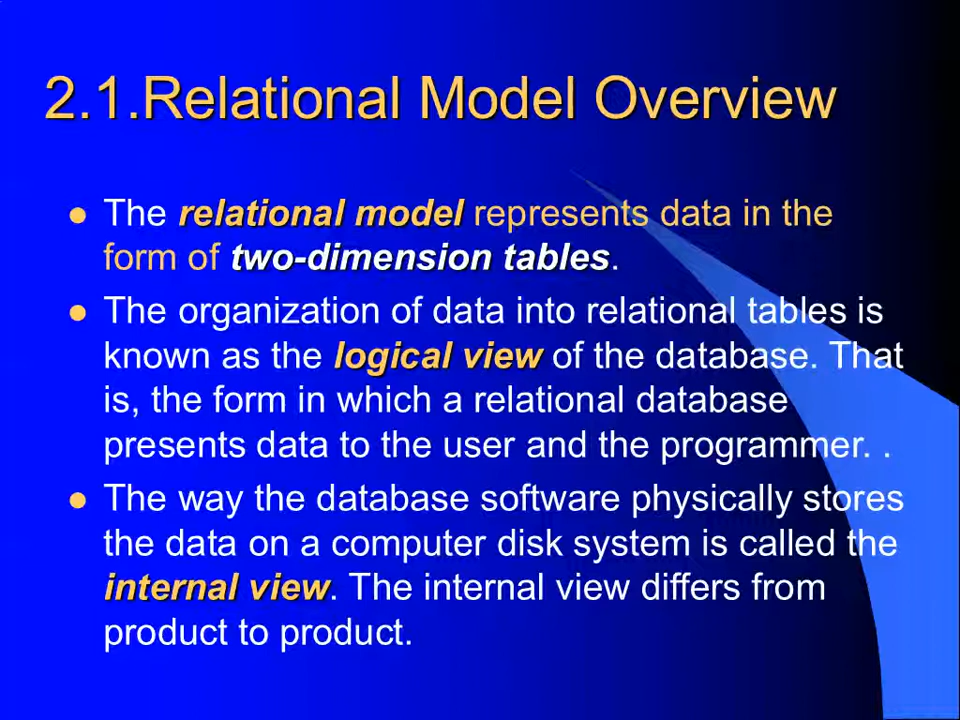 2.1.Relational Model Overview
The relational model represents data in the
form of two-dimension tables.
The organization of data into relational tables is
known as the logical view of the database. That
is, the form in which a relational database
presents data to the user and the programmer. .
The way the database software physically stores
the data on a computer disk system is called the
internal view. The internal view differs from
product to product.